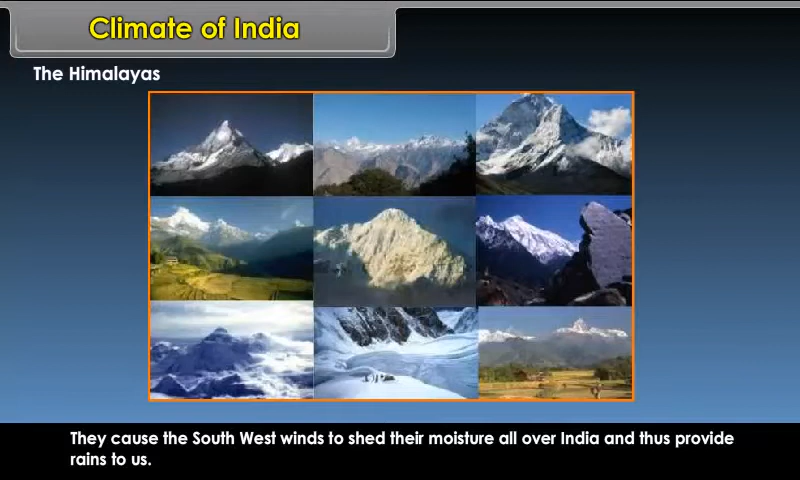 Climate of India
The Himalayas
They cause the South West winds to shed their moisture all over India and thus provide
rains to us.